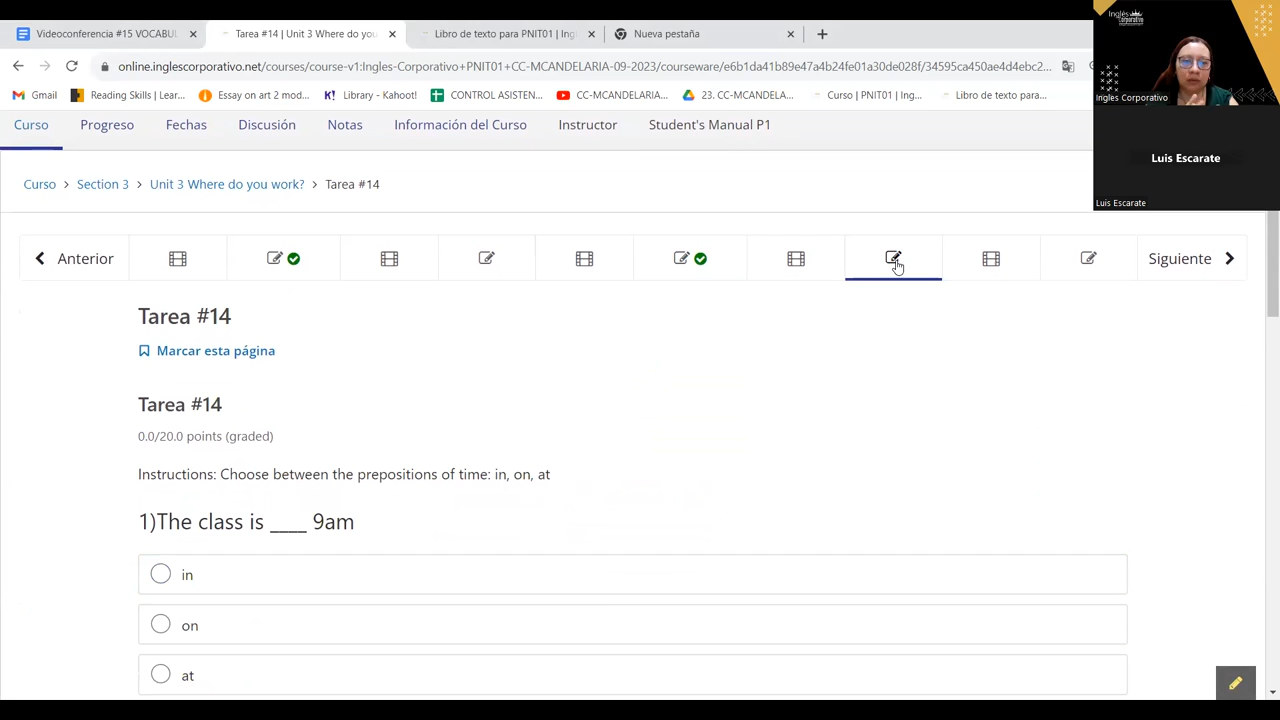 Videoconferencia #15 VOCABUL
Tarea #14 | Unit 3 Where do you
Libro de texto para PNIT01 | Ing
Nueva pestaña
online.inglescorporativo.net/courses/course-v1:Ingles-Corporativo+PNIT01+CC-MCANDELARIA-09-2023/courseware/e6b1da41b89e47a4b24fe01a30de028f/34595ca450ae4d4ebc2...
Gmail
Reading Skills | Lear...
Essay on art 2 mod...
Library - Kahoot!
CONTROL ASISTEN...
CC-MCANDELARIA...
23. CC-MCANDELA...
Curso | PNIT01 | Ing...
Libro de texto para...
Inglés
Corporativo
Ingles Corporativo
Luis Escarate
Luis Escarate
Curso
Progreso
Fechas
Discusión
Notas
Información del Curso
Instructor
Student's Manual P1
Curso > Section 3 > Unit 3 Where do you work? > Tarea #14
Anterior
Siguiente
Tarea #14
Marcar esta página
Tarea #14
0.0/20.0 points (graded)
Instructions: Choose between the prepositions of time: in, on, at
1)The class is ____ 9am
in
on
at